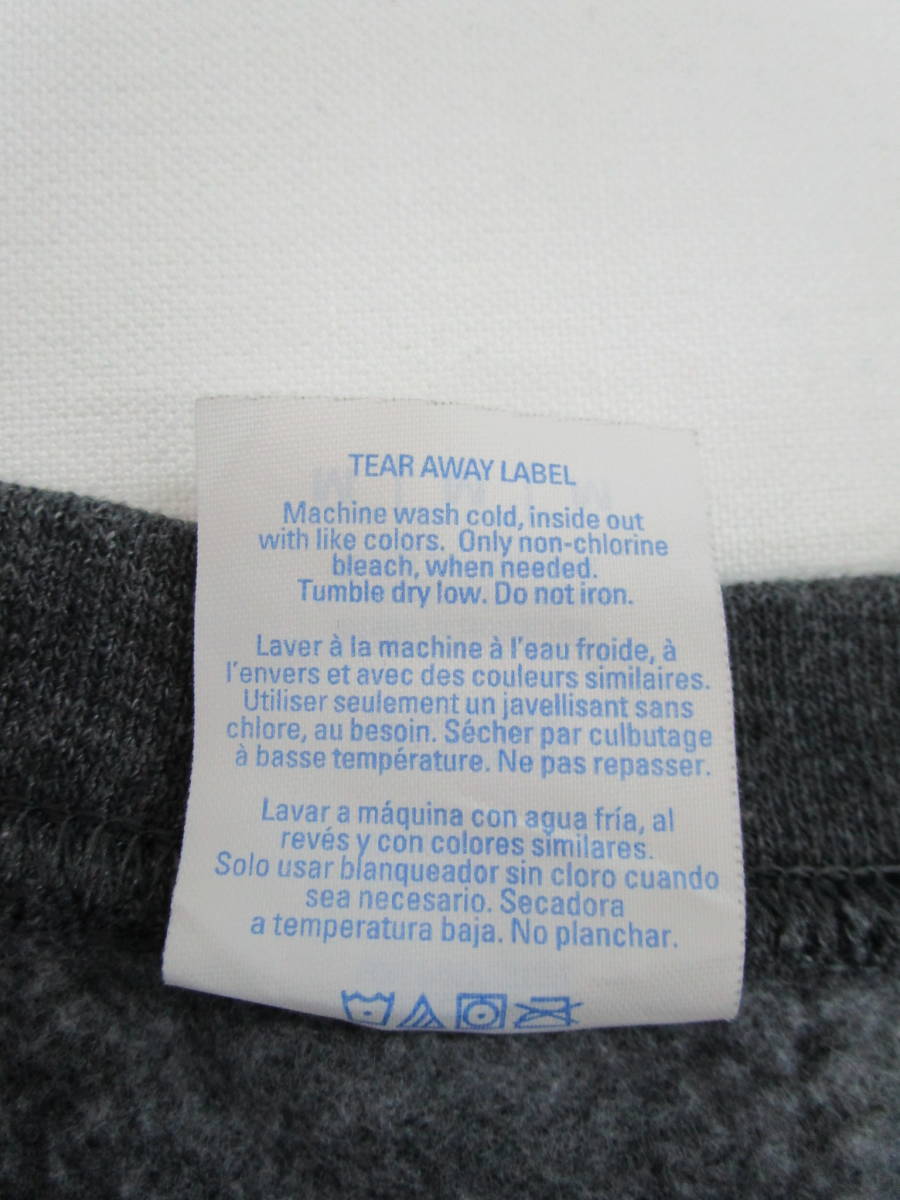 TEAR AWAY LABEL
Machine wash cold, inside out
with like colors. Only non-chlorine
bleach, when needed.
Tumble dry low. Do not iron.
Laver à la machine à l'eau froide, à
l'envers et avec des couleurs similaires.
Utiliser seulement un javellisant sans
chlore, au besoin. Sécher par culbutage
à basse température. Ne pas repasser.
Lavar a máquina con agua fría, al
revés y con colores similares.
Solo usar blanqueador sin cloro cuando
sea necesario. Secadora
a temperatura baja. No planchar.